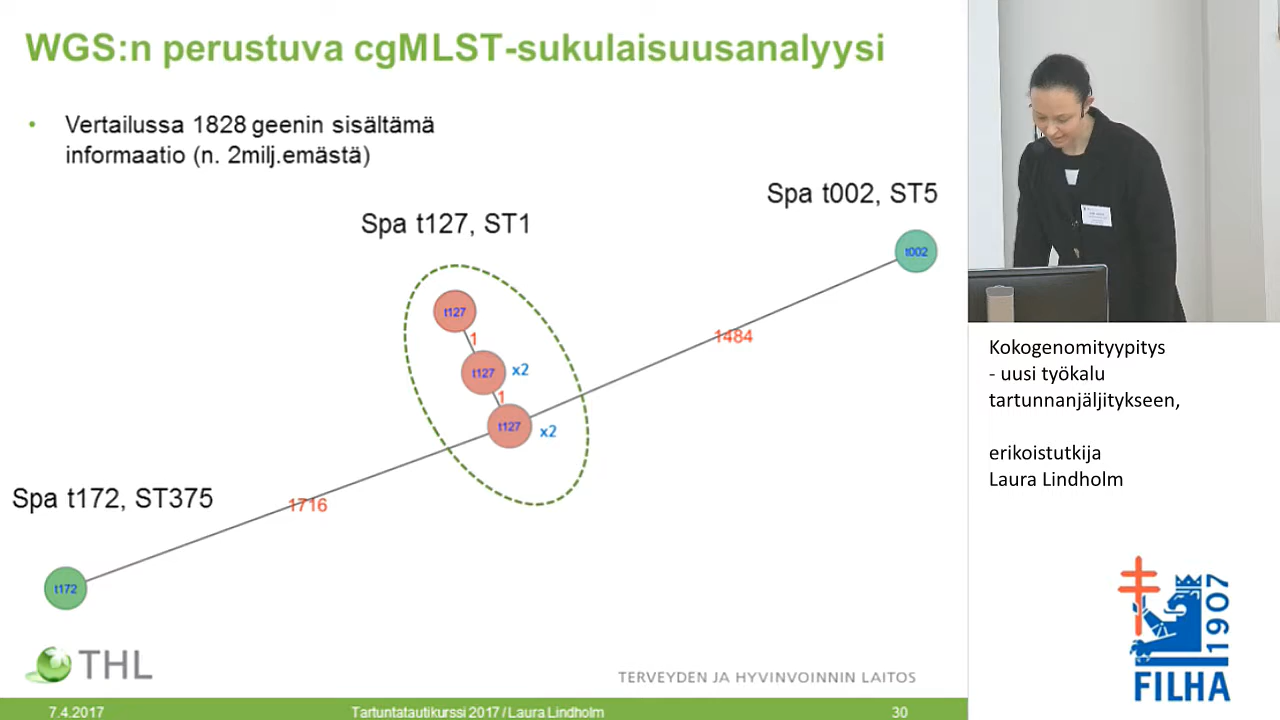 WGS:n perustuva cgMLST-sukulaisuusanalyysi
• Vertailussa 1828 geenin sisältämä
informaatio (n. 2milj.emästä)
Spa t002, ST5
Spa t127, ST1
t002
t127
1
1484
t127
x2
1
t127
x2
Spa t172, ST375
1716
t172
THL
TERVEYDEN JA HYVINVOINNIN LAITOS
7.4.2017
Tartuntatautikurssi 2017 / Laura Lindholm
30
Kokogenomityypitys
- uusi työkalu
tartunnanjäljitykseen,
erikoistutkija
Laura Lindholm
1907
FILHA